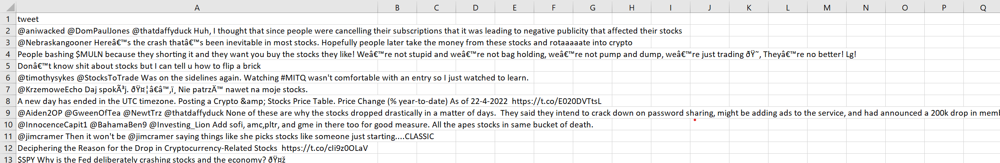 A B C D E F G H I J K L M N O P Q
1 tweet
2 @aniwacked @DomPaulJones @thatdaffyduck Huh, I thought that since people were cancelling their subscriptions that it was leading to negative publicity that affected their stocks
3 @Nebraskangooner Hereâ€™s the crash thatâ€™s been inevitable in most stocks. Hopefully people later take the money from these stocks and rotaaaaate into crypto
4 People bashing $MULN because they shorting it and they want you buy the stocks they like! Weâ€™re not stupid and weâ€™re not bag holding, weâ€™re not pump and dump, weâ€™re just trading ðŸ˜‚ Theyâ€™re no better! Lg!
5 Donâ€™t know shit about stocks but I can tell u how to flip a brick
6 @timothysykes @StocksToTrade Was on the sidelines again. Watching #MITQ wasn't comfortable with an entry so I just watched to learn.
7 @KrzemoweEcho Daj spokÃ³j. ðŸ¤¦â€â™‚ï¸ Nie patrzÄ™ nawet na moje stocks.
8 A new day has ended in the UTC timezone. Posting a Crypto &amp; Stocks Price Table. Price Change (% year-to-date) As of 22-4-2022  https://t.co/E020DVTtsL
9 @Aiden2OP @GweenOfTea @NewtTrz @thatdaffyduck None of these are why the stocks dropped drastically in a matter of days.  They said they intend to crack down on password sharing, might be adding ads to the service, and had announced a 200k drop in
10 @InnocenceCapit1 @BahamaBen9 @Investing_Lion Add sofi, amc,pltr, and gme in there too for good measure. All the apes stocks in same bucket of death.
11 @jimcramer Then it won't be @jimcramer saying things like she picks stocks like someone just starting....CLASSIC
12 Deciphering the Reason for the Drop in Cryptocurrency-Related Stocks  https://t.co/cIi9z0OLaV
13 $SPY Why is the Fed deliberately crashing stocks and the economy? ðŸ¤ž